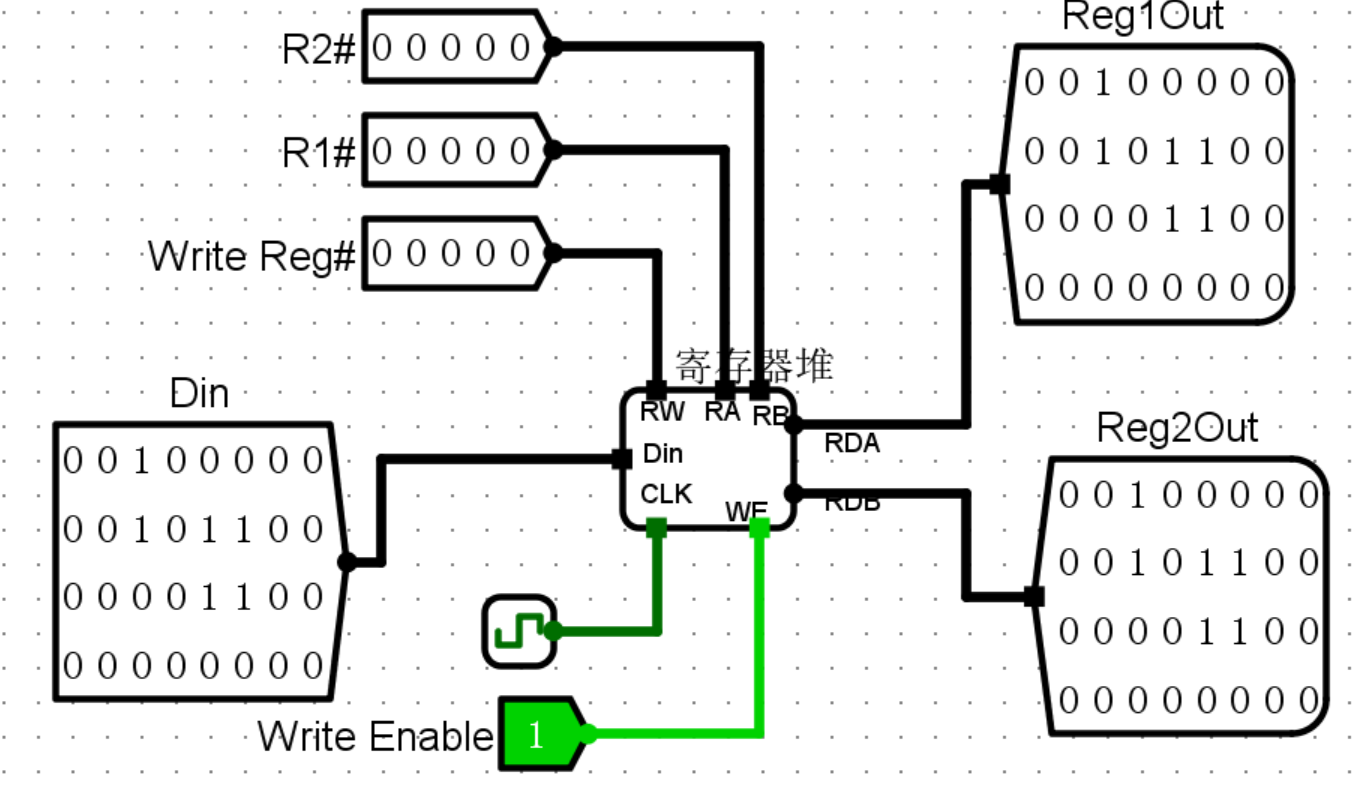 R2#
0 0 0 0 0
R1#
0 0 0 0 0
Write Reg#
0 0 0 0 0
Din
0 0 1 0 0 0 0 0
0 0 1 0 1 1 0 0
0 0 0 0 1 1 0 0
0 0 0 0 0 0 0 0
寄存器堆
RW
RA
RB
Din
CLK
WE
RDA
RDB
Write Enable
1
Reg1Out
0 0 1 0 0 0 0 0
0 0 1 0 1 1 0 0
0 0 0 0 1 1 0 0
0 0 0 0 0 0 0 0
Reg2Out
0 0 1 0 0 0 0 0
0 0 1 0 1 1 0 0
0 0 0 0 1 1 0 0
0 0 0 0 0 0 0 0